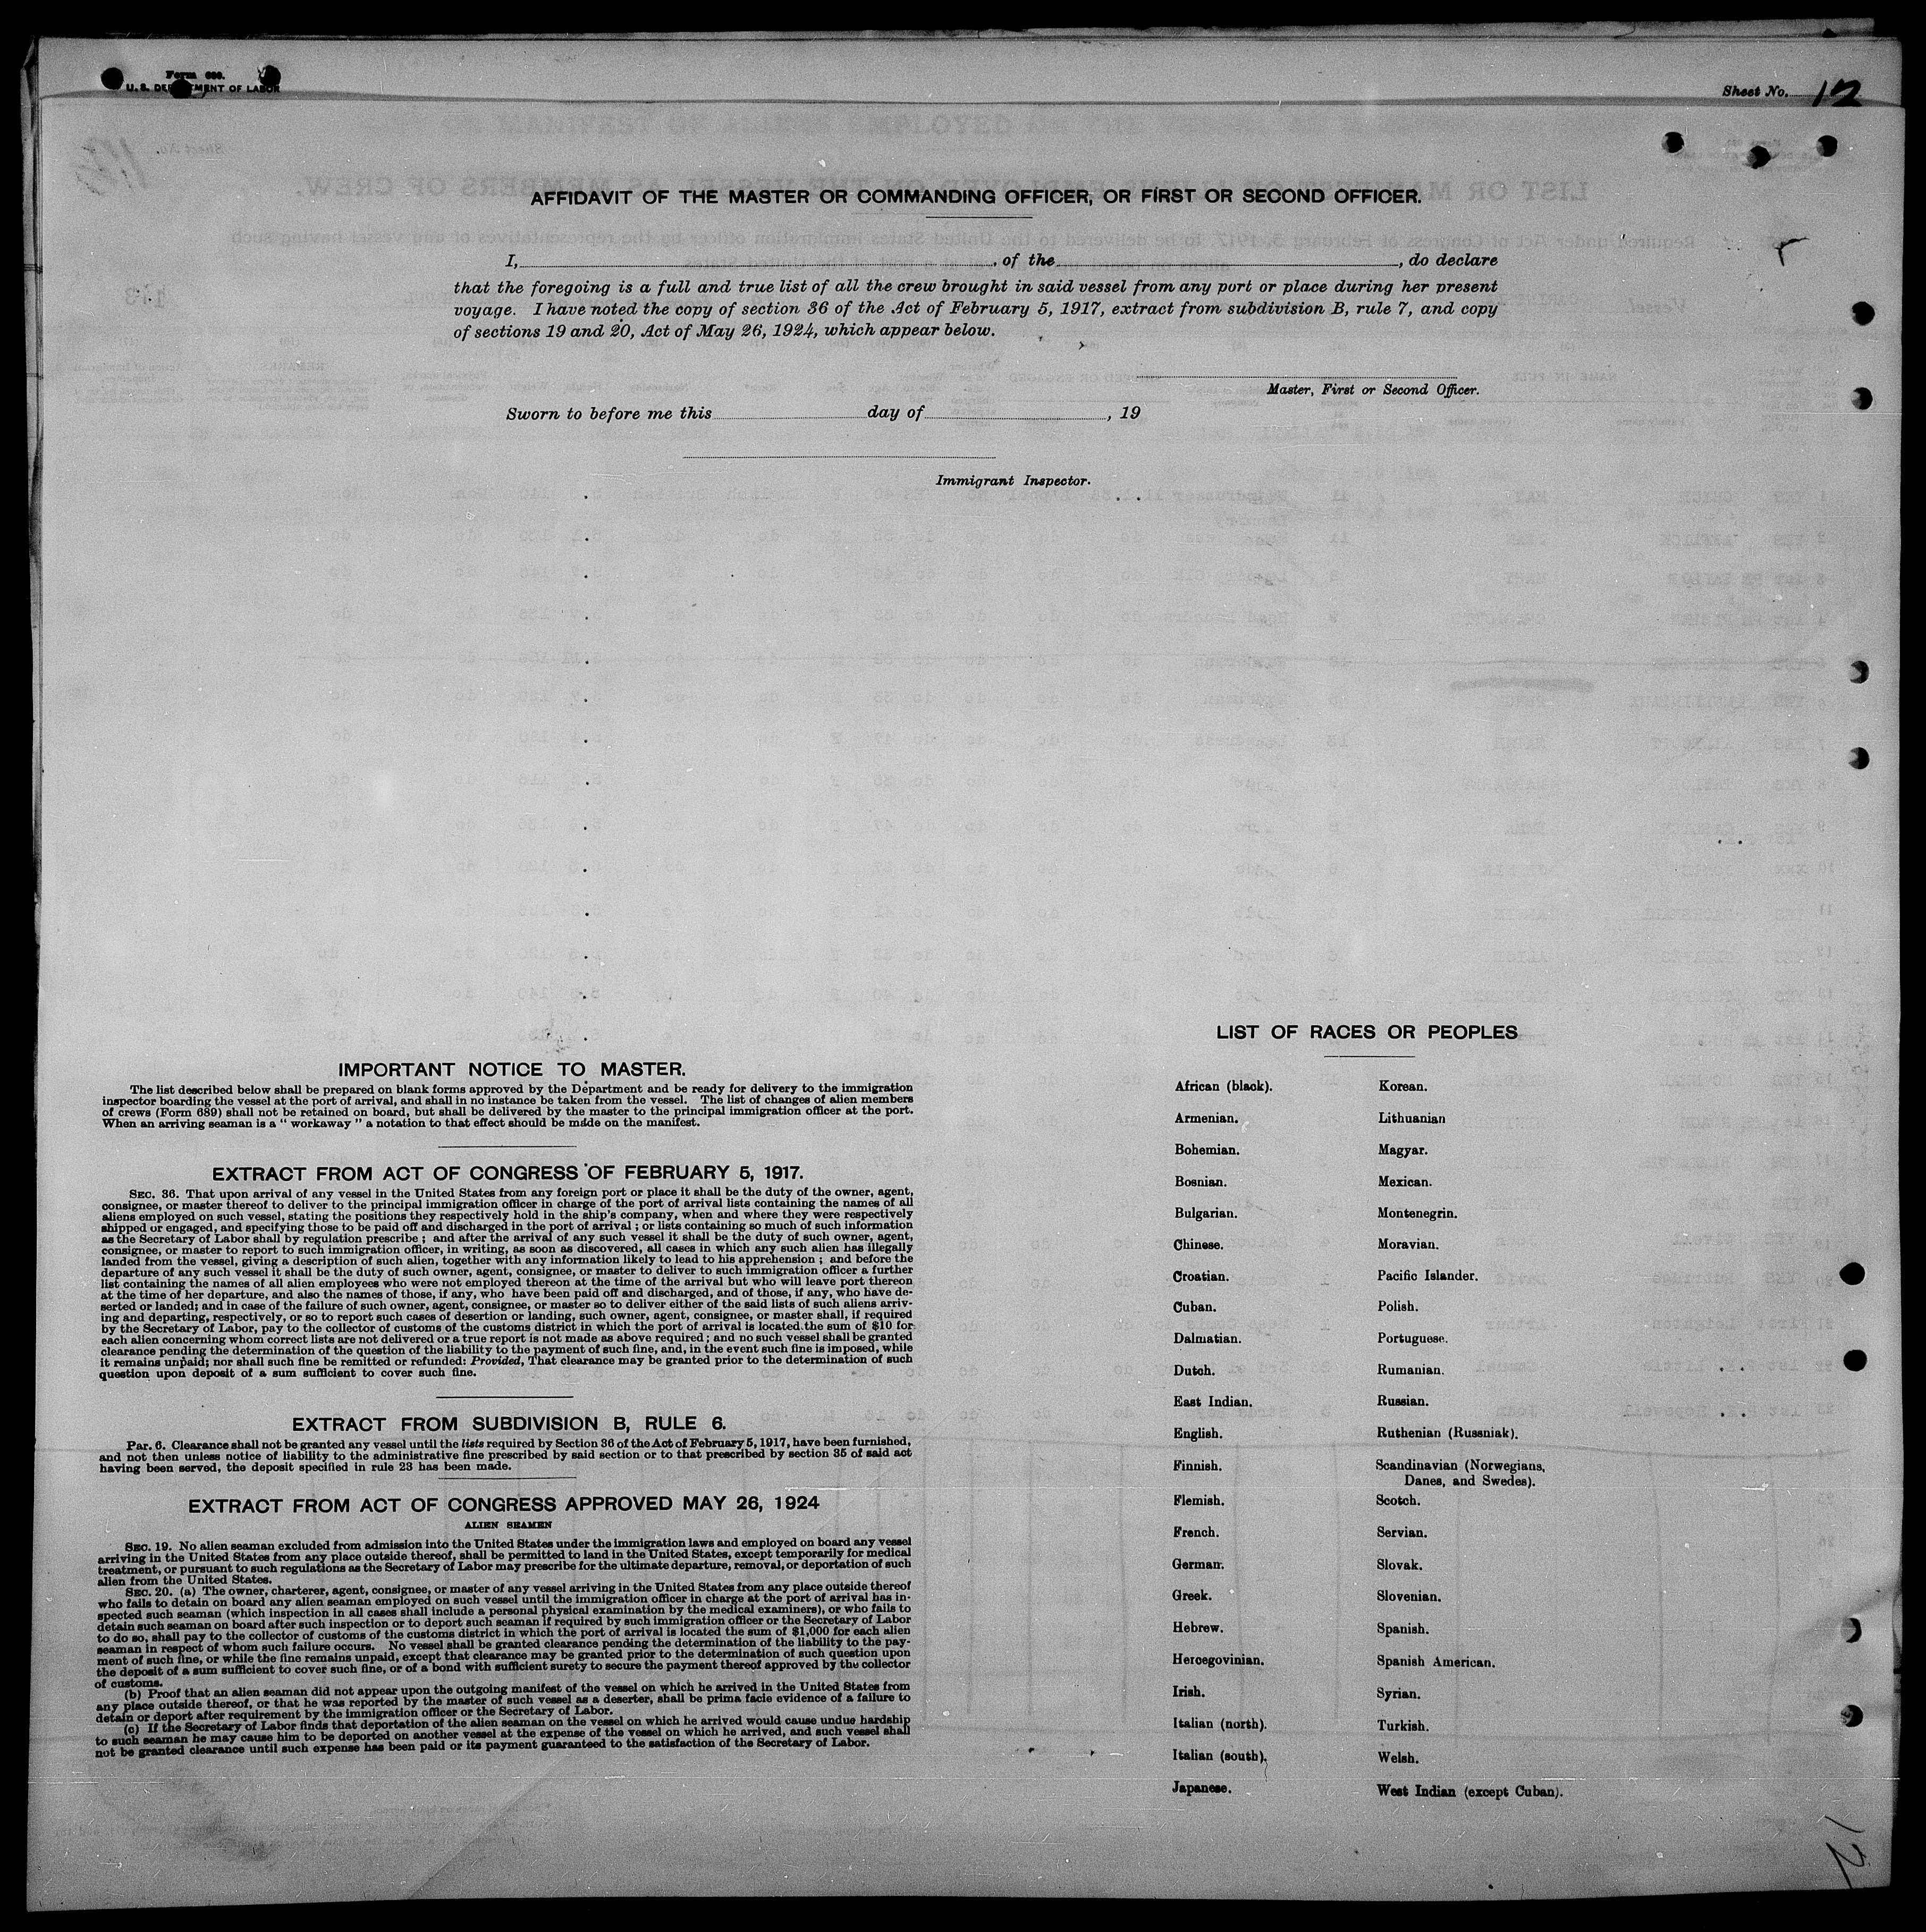 Form 680.
U. S. DEPARTMENT OF LABOR
Sheet No. 12
AFFIDAVIT OF THE MASTER OR COMMANDING OFFICER, OR FIRST OR SECOND OFFICER.
I, , of the , do declare
that the foregoing is a full and true list of all the crew brought in said vessel from any port or place during her present
voyage. I have noted the copy of section 36 of the Act of February 5, 1917, extract from subdivision B, rule 7, and copy
of sections 19 and 20, Act of May 26, 1924, which appear below.
Master, First or Second Officer.
Sworn to before me this day of , 19
Immigrant Inspector.
IMPORTANT NOTICE TO MASTER.
The list described below shall be prepared on blank forms approved by the Department and be ready for delivery to the immigration
inspector boarding the vessel at the port of arrival, and shall in no instance be taken from the vessel. The list of changes of alien members
of crews (Form 689) shall not be retained on board, but shall be delivered by the master to the principal immigration officer at the port.
When an arriving seaman is a " workaway " a notation to that effect should be made on the manifest.
EXTRACT FROM ACT OF CONGRESS OF FEBRUARY 5, 1917.
SEC. 36. That upon arrival of any vessel in the United States from any foreign port or place it shall be the duty of the owner, agent,
consignee, or master thereof to deliver to the principal immigration officer in charge of the port of arrival lists containing the names of all
aliens employed on such vessel, stating the positions they respectively hold in the ship's company, when and where they were respectively
shipped or engaged, and specifying those to be paid off and discharged in the port of arrival ; or lists containing so much of such information
as the Secretary of Labor shall by regulation prescribe ; and after the arrival of any such vessel it shall be the duty of such owner, agent,
consignee, or master to report to such immigration officer, in writing, as soon as discovered, all cases in which any such alien has illegally
landed from the vessel, giving a description of such alien, together with any information likely to lead to his apprehension ; and before the
departure of any such vessel it shall be the duty of such owner, agent, consignee, or master to deliver to such immigration officer a further
list containing the names of all alien employees who were not employed thereon at the time of the arrival but who will leave port thereon
at the time of her departure, and also the names of those, if any, who have been paid off and discharged, and of those, if any, who have de-
serted or landed; and in case of the failure of such owner, agent, consignee, or master so to deliver either of the said lists of such aliens arriv-
ing and departing, respectively, or so to report such cases of desertion or landing, such owner, agent, consignee, or master shall, if required
by the Secretary of Labor, pay to the collector of customs of the customs district in which the port of arrival is located the sum of $10 for
each alien concerning whom correct lists are not delivered or a true report is not made as above required ; and no such vessel shall be granted
clearance pending the determination of the question of the liability to the payment of such fine, and, in the event such fine is imposed, while
it remains unpaid; nor shall such fine be remitted or refunded: Provided, That clearance may be granted prior to the determination of such
question upon deposit of a sum sufficient to cover such fine.
EXTRACT FROM SUBDIVISION B, RULE 6.
Par. 6. Clearance shall not be granted any vessel until the lists required by Section 36 of the Act of February 5, 1917, have been furnished,
and not then unless notice of liability to the administrative fine prescribed by said section or to that prescribed by section 35 of said act
having been served, the deposit specified in rule 23 has been made.
EXTRACT FROM ACT OF CONGRESS APPROVED MAY 26, 1924
ALIEN SEAMEN
SEC. 19. No alien seaman excluded from admission into the United States under the immigration laws and employed on board any vessel
arriving in the United States from any place outside thereof, shall be permitted to land in the United States, except temporarily for medical
treatment, or pursuant to such regulations as the Secretary of Labor may prescribe for the ultimate departure, removal, or deportation of such
alien from the United States.
SEC. 20. (a) The owner, charterer, agent, consignee, or master of any vessel arriving in the United States from any place outside thereof
who fails to detain on board any alien seaman employed on such vessel until the immigration officer in charge at the port of arrival has in-
spected such seaman (which inspection in all cases shall include a personal physical examination by the medical examiners), or who fails to
detain such seaman on board after such inspection or to deport such seaman if required by such immigration officer or the Secretary of Labor
to do so, shall pay to the collector of customs of the customs district in which the port of arrival is located the sum of $1,000 for each alien
seaman in respect of whom such failure occurs. No vessel shall be granted clearance pending the determination of the liability to the pay-
ment of such fine, or while the fine remains unpaid, except that clearance may be granted prior to the determination of such question upon
the deposit of a sum sufficient to cover such fine, or of a bond with sufficient surety to secure the payment thereof approved by the collector
of customs.
(b) Proof that an alien seaman did not appear upon the outgoing manifest of the vessel on which he arrived in the United States from
any place outside thereof, or that he was reported by the master of such vessel as a deserter, shall be prima facie evidence of a failure to
detain or deport after requirement by the immigration officer or the Secretary of Labor.
(c) If the Secretary of Labor finds that deportation of the alien seaman on the vessel on which he arrived would cause undue hardship
to such seaman he may cause him to be deported on another vessel at the expense of the vessel on which he arrived, and such vessel shall
not be granted clearance until such expense has been paid or its payment guaranteed to the satisfaction of the Secretary of Labor.
LIST OF RACES OR PEOPLES
African (black).
Armenian.
Bohemian.
Bosnian.
Bulgarian.
Chinese.
Croatian.
Cuban.
Dalmatian.
Dutch.
East Indian.
English.
Finnish.
Flemish.
French.
German.
Greek.
Hebrew.
Hercegovinian.
Irish.
Italian (north).
Italian (south).
Japanese.
Korean.
Lithuanian
Magyar.
Mexican.
Montenegrin.
Moravian.
Pacific Islander.
Polish.
Portuguese.
Rumanian.
Russian.
Ruthenian (Russniak).
Scandinavian (Norwegians,
Danes, and Swedes).
Scotch.
Servian.
Slovak.
Slovenian.
Spanish.
Spanish American.
Syrian.
Turkish.
Welsh.
West Indian (except Cuban).
12